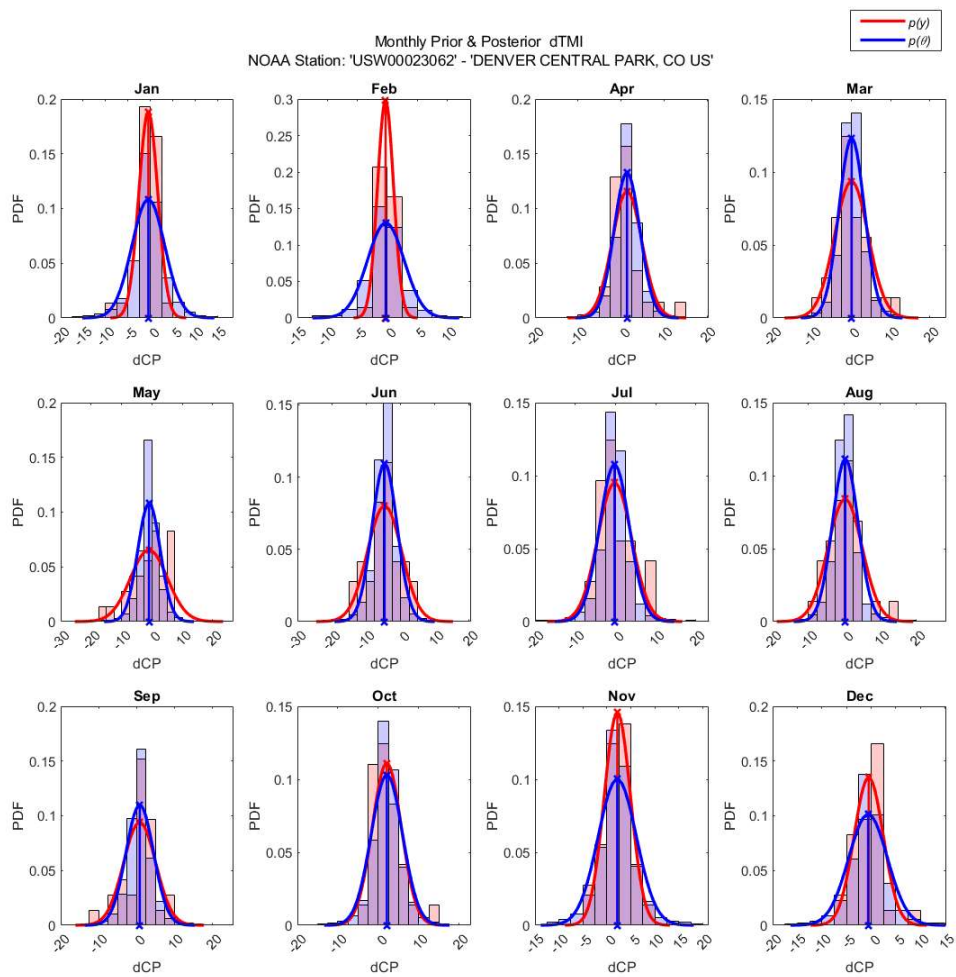 p(y)
p(θ)
Monthly Prior & Posterior dTMI
NOAA Station: 'USW00023062' - 'DENVER CENTRAL PARK, CO US'
Jan
0.2
0.15
0.1
0.05
0
PDF
-20 -15 -10 -5 0 5 10 15
dCP
Feb
0.3
0.25
0.2
0.15
0.1
0.05
0
PDF
-10 -5 0 5 10
dCP
Apr
0.2
0.15
0.1
0.05
0
PDF
-10 0 10 20
dCP
Mar
0.15
0.1
0.05
0
PDF
-10 0 10 20
dCP
May
0.2
0.15
0.1
0.05
0
PDF
-30 -20 -10 0 10 20
dCP
Jun
0.15
0.1
0.05
0
PDF
-20 -10 0 10 20
dCP
Jul
0.15
0.1
0.05
0
PDF
-20 -10 0 10 20
dCP
Aug
0.15
0.1
0.05
0
PDF
-10 0 10 20
dCP
Sep
0.2
0.15
0.1
0.05
0
PDF
-20 -10 0 10 20
dCP
Oct
0.15
0.1
0.05
0
PDF
-20 -10 0 10 20
dCP
Nov
0.15
0.1
0.05
0
PDF
-15 -10 -5 0 5 10 15 20
dCP
Dec
0.2
0.15
0.1
0.05
0
PDF
-20 -15 -10 -5 0 5 10 15
dCP